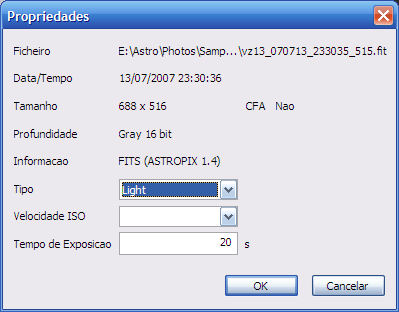 Propriedades
Ficheiro E:\Astro\Photos\Samp...\vz13_070713_233035_515.fit
Data/Tempo 13/07/2007 23:30:36
Tamanho 688 x 516 CFA Nao
Profundidade Gray 16 bit
Informacao FITS (ASTROPIX 1.4)
Tipo Light
Velocidade ISO
Tempo de Exposicao 20 s
OK Cancelar